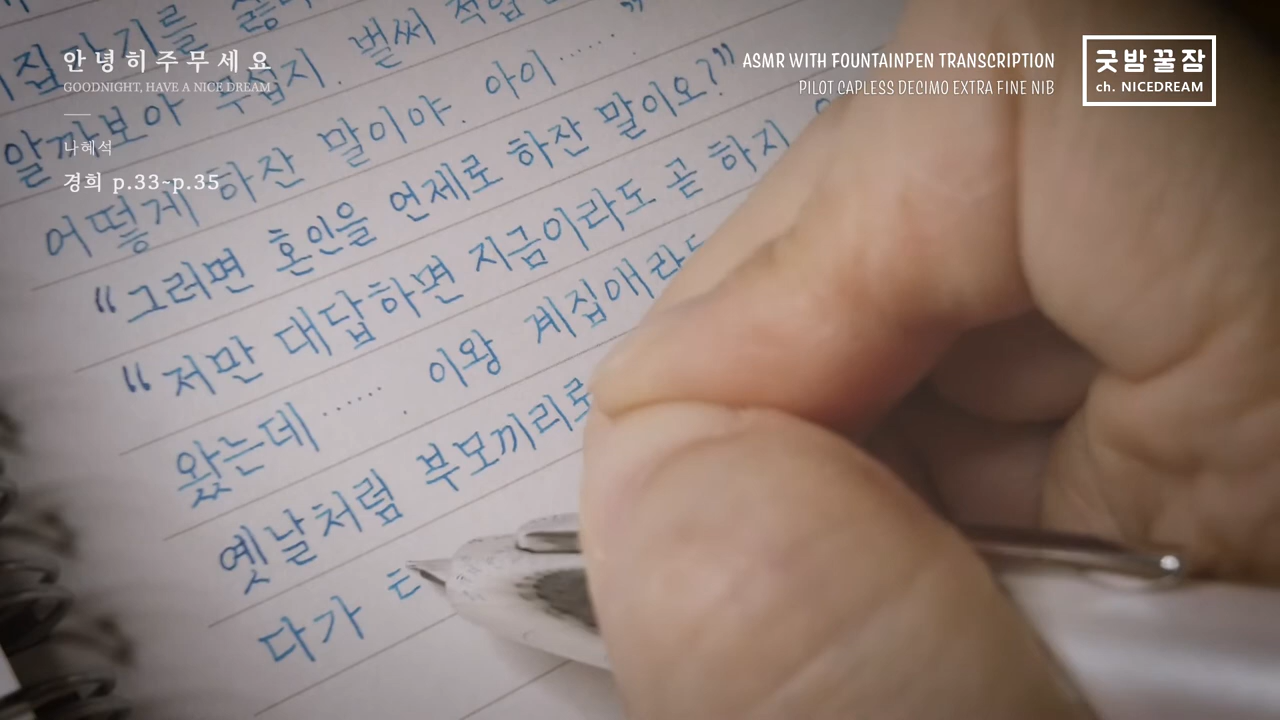 안녕히주무세요
GOODNIGHT, HAVE A NICE DREAM
나혜석
경희 p.33~p.35
ASMR WITH FOUNTAINPEN TRANSCRIPTION
PILOT CAPLESS DECIMO EXTRA FINE NIB
굿밤꿀잠
ch. NICEDREAM
벌써
알까보아 무섭지.
어떻게 하잔 말이야. 아이……”
“그러면 혼인을 언제로 하잔 말이오?”
“저만 대답하면 지금이라도 곧 하지
왔는데……. 이왕 계집애라도
옛날처럼 부모끼리로
다가